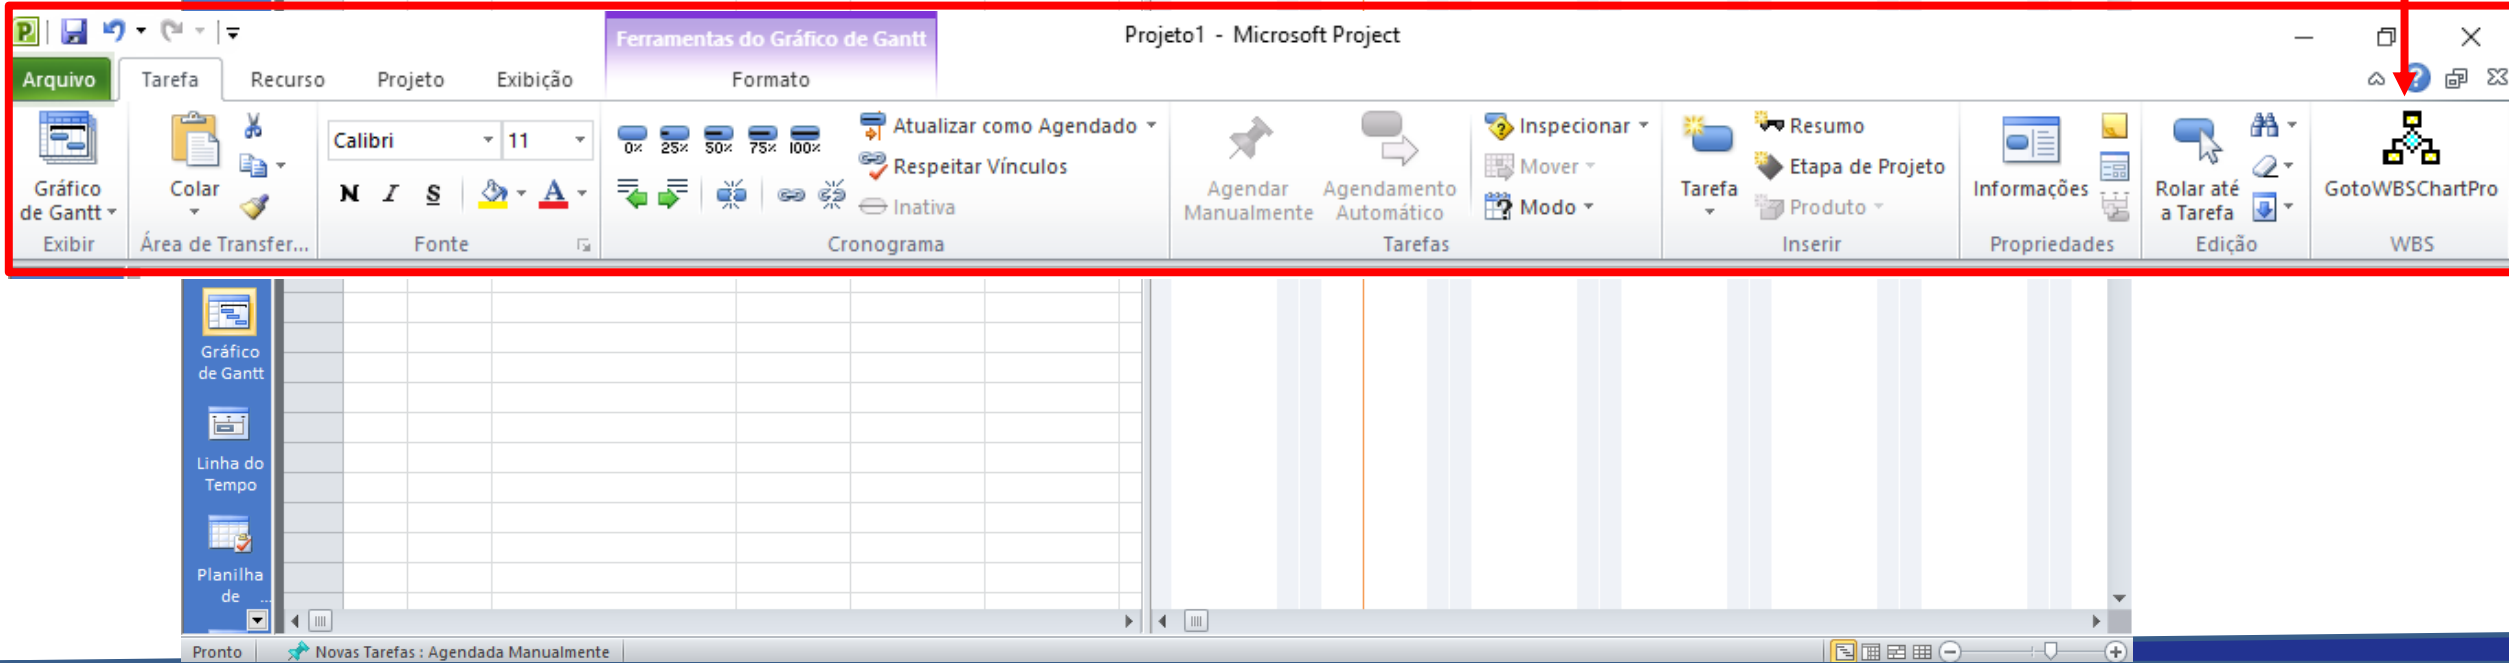 Ferramentas do Gráfico de Gantt
Projeto1 - Microsoft Project
Arquivo Tarefa Recurso Projeto Exibição Formato
Gráfico
de Gantt
Exibir
Colar
Área de Transfer...
Calibri 11
N I S A
Fonte
0% 25% 50% 75% 100%
Atualizar como Agendado
Respeitar Vínculos
Inativa
Cronograma
Agendar
Manualmente
Agendamento
Automático
Inspecionar
Mover
Modo
Tarefas
Tarefa
Resumo
Etapa de Projeto
Produto
Inserir
Informações
Propriedades
Rolar até
a Tarefa
Edição
GotoWBSChartPro
WBS
Gráfico
de Gantt
Linha do
Tempo
Planilha
de ...
Pronto
Novas Tarefas : Agendada Manualmente